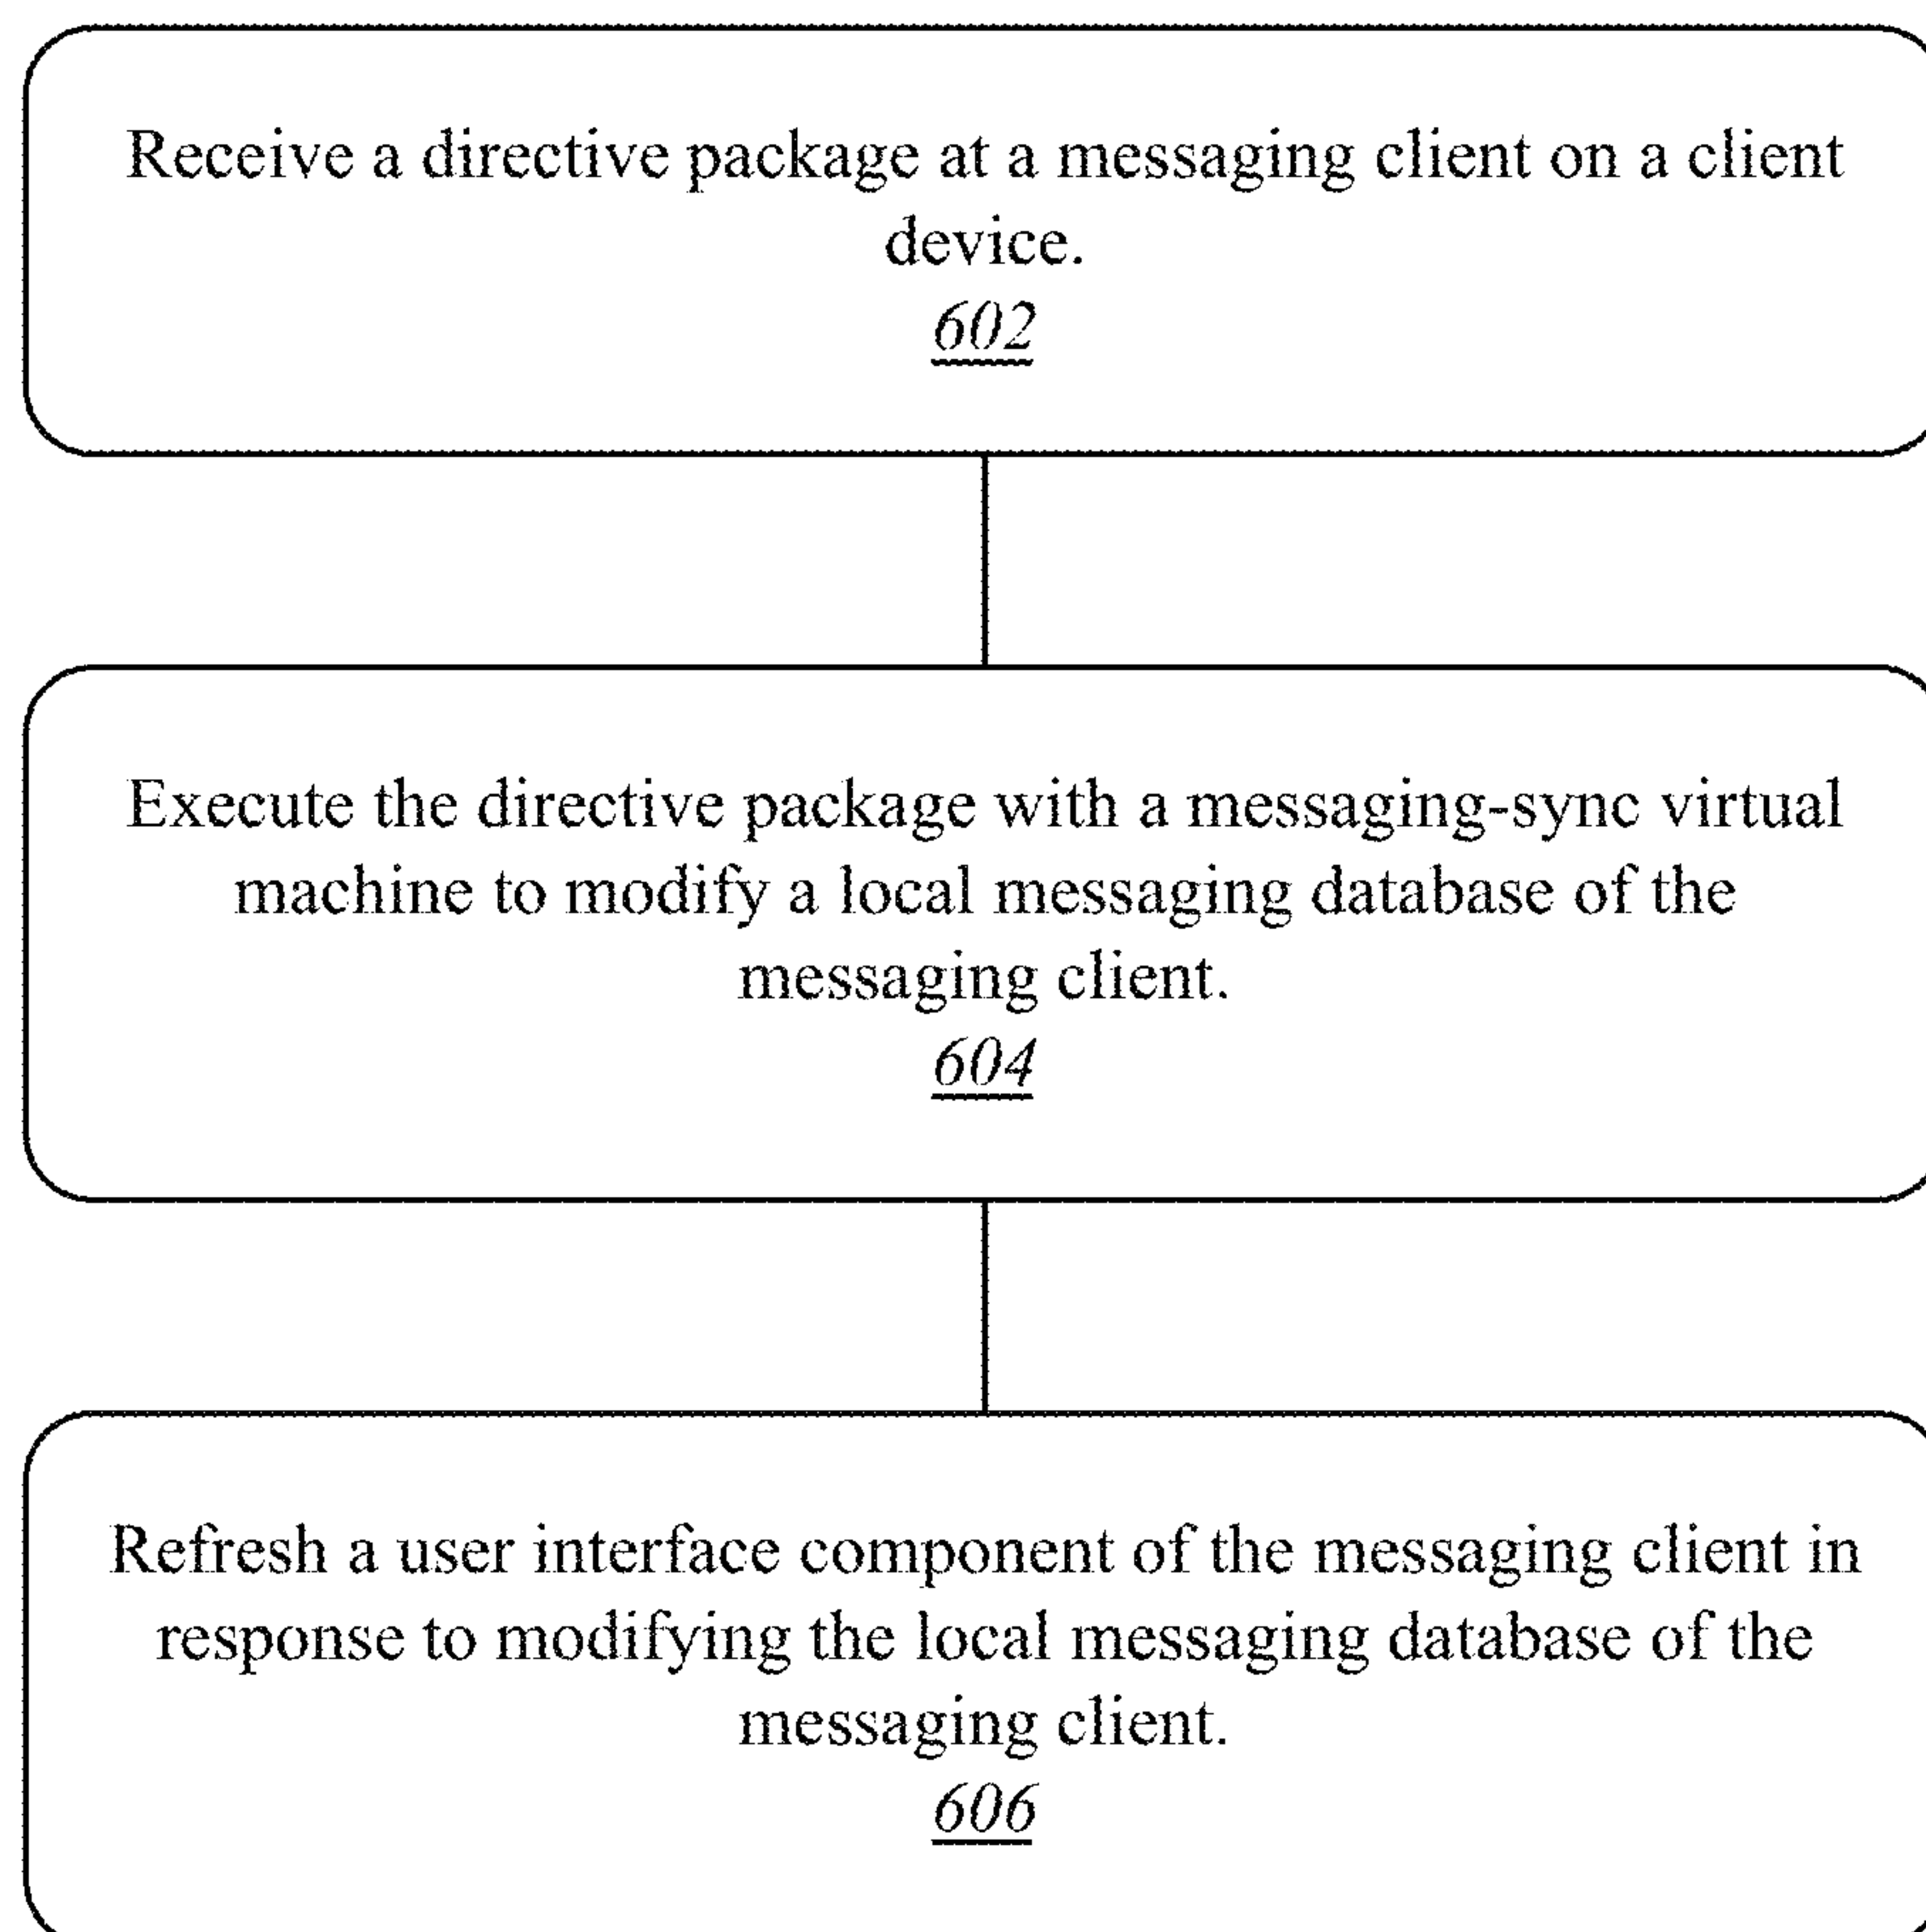 Receive a directive package at a messaging client on a client
device.
602
Execute the directive package with a messaging-sync virtual
machine to modify a local messaging database of the
messaging client.
604
Refresh a user interface component of the messaging client in
response to modifying the local messaging database of the
messaging client.
606